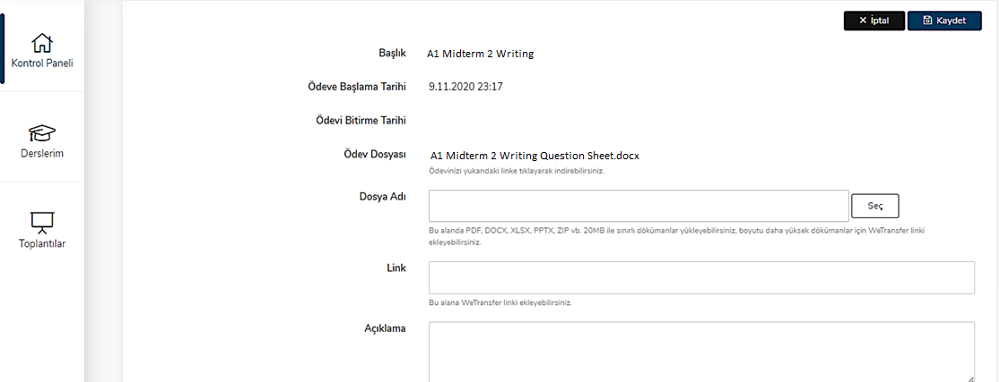 × İptal
Kaydet
Kontrol Paneli
Derslerim
Toplantılar
Başlık A1 Midterm 2 Writing
Ödeve Başlama Tarihi 9.11.2020 23:17
Ödevi Bitirme Tarihi
Ödev Dosyası A1 Midterm 2 Writing Question Sheet.docx
Ödevinizi yukarıdaki linke tıklayarak indirebilirsiniz.
Dosya Adı Seç
Bu alanda PDF, DOCX, XLSX, PPTX, ZIP vb. 20MB ile sınırlı dökümanlar yükleyebilirsiniz, boyutu daha yüksek dökümanlar için WeTransfer linki
ekleyebilirsiniz.
Link
Bu alana WeTransfer linki ekleyebilirsiniz.
Açıklama